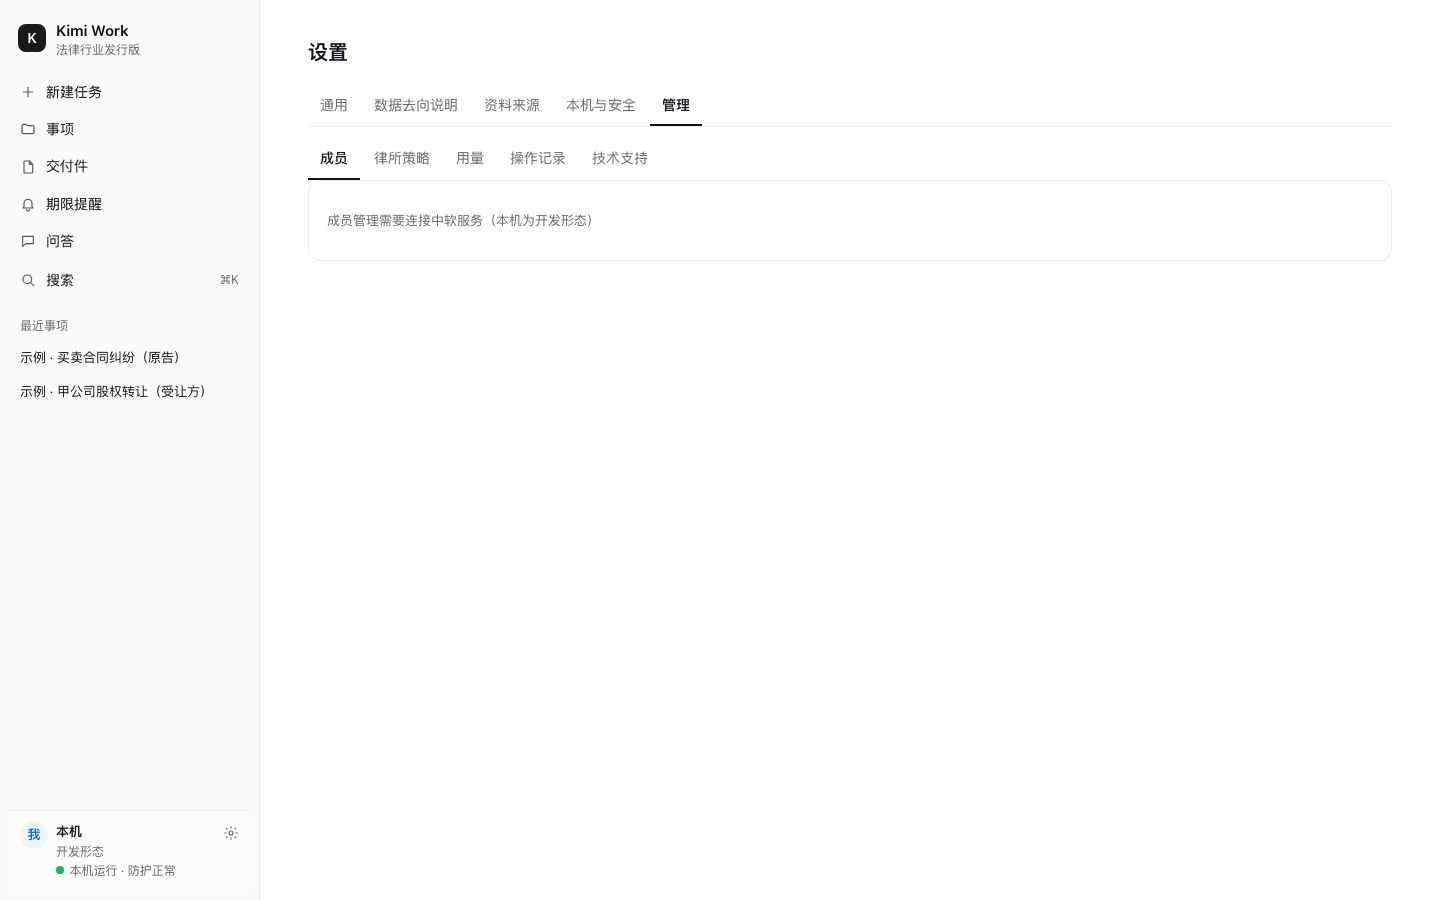 K
Kimi Work
法律行业发行版
新建任务
事项
交付件
期限提醒
问答
搜索 ⌘K
最近事项
示例 · 买卖合同纠纷（原告）
示例 · 甲公司股权转让（受让方）
我
本机
开发形态
本机运行 · 防护正常
设置
通用 数据去向说明 资料来源 本机与安全 管理
成员 律所策略 用量 操作记录 技术支持
成员管理需要连接中软服务（本机为开发形态）